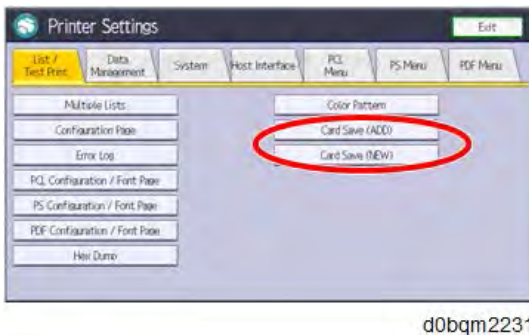 Printer Settings
Exit
List / Test Print
Data Management
System
Host Interface
PCL Menu
PS Menu
PDF Menu
Multiple Lists
Color Pattern
Configuration Page
Card Save (ADD)
Error Log
Card Save (NEW)
PCL Configuration / Font Page
PS Configuration / Font Page
PDF Configuration / Font Page
Hex Dump
d0bqm2231